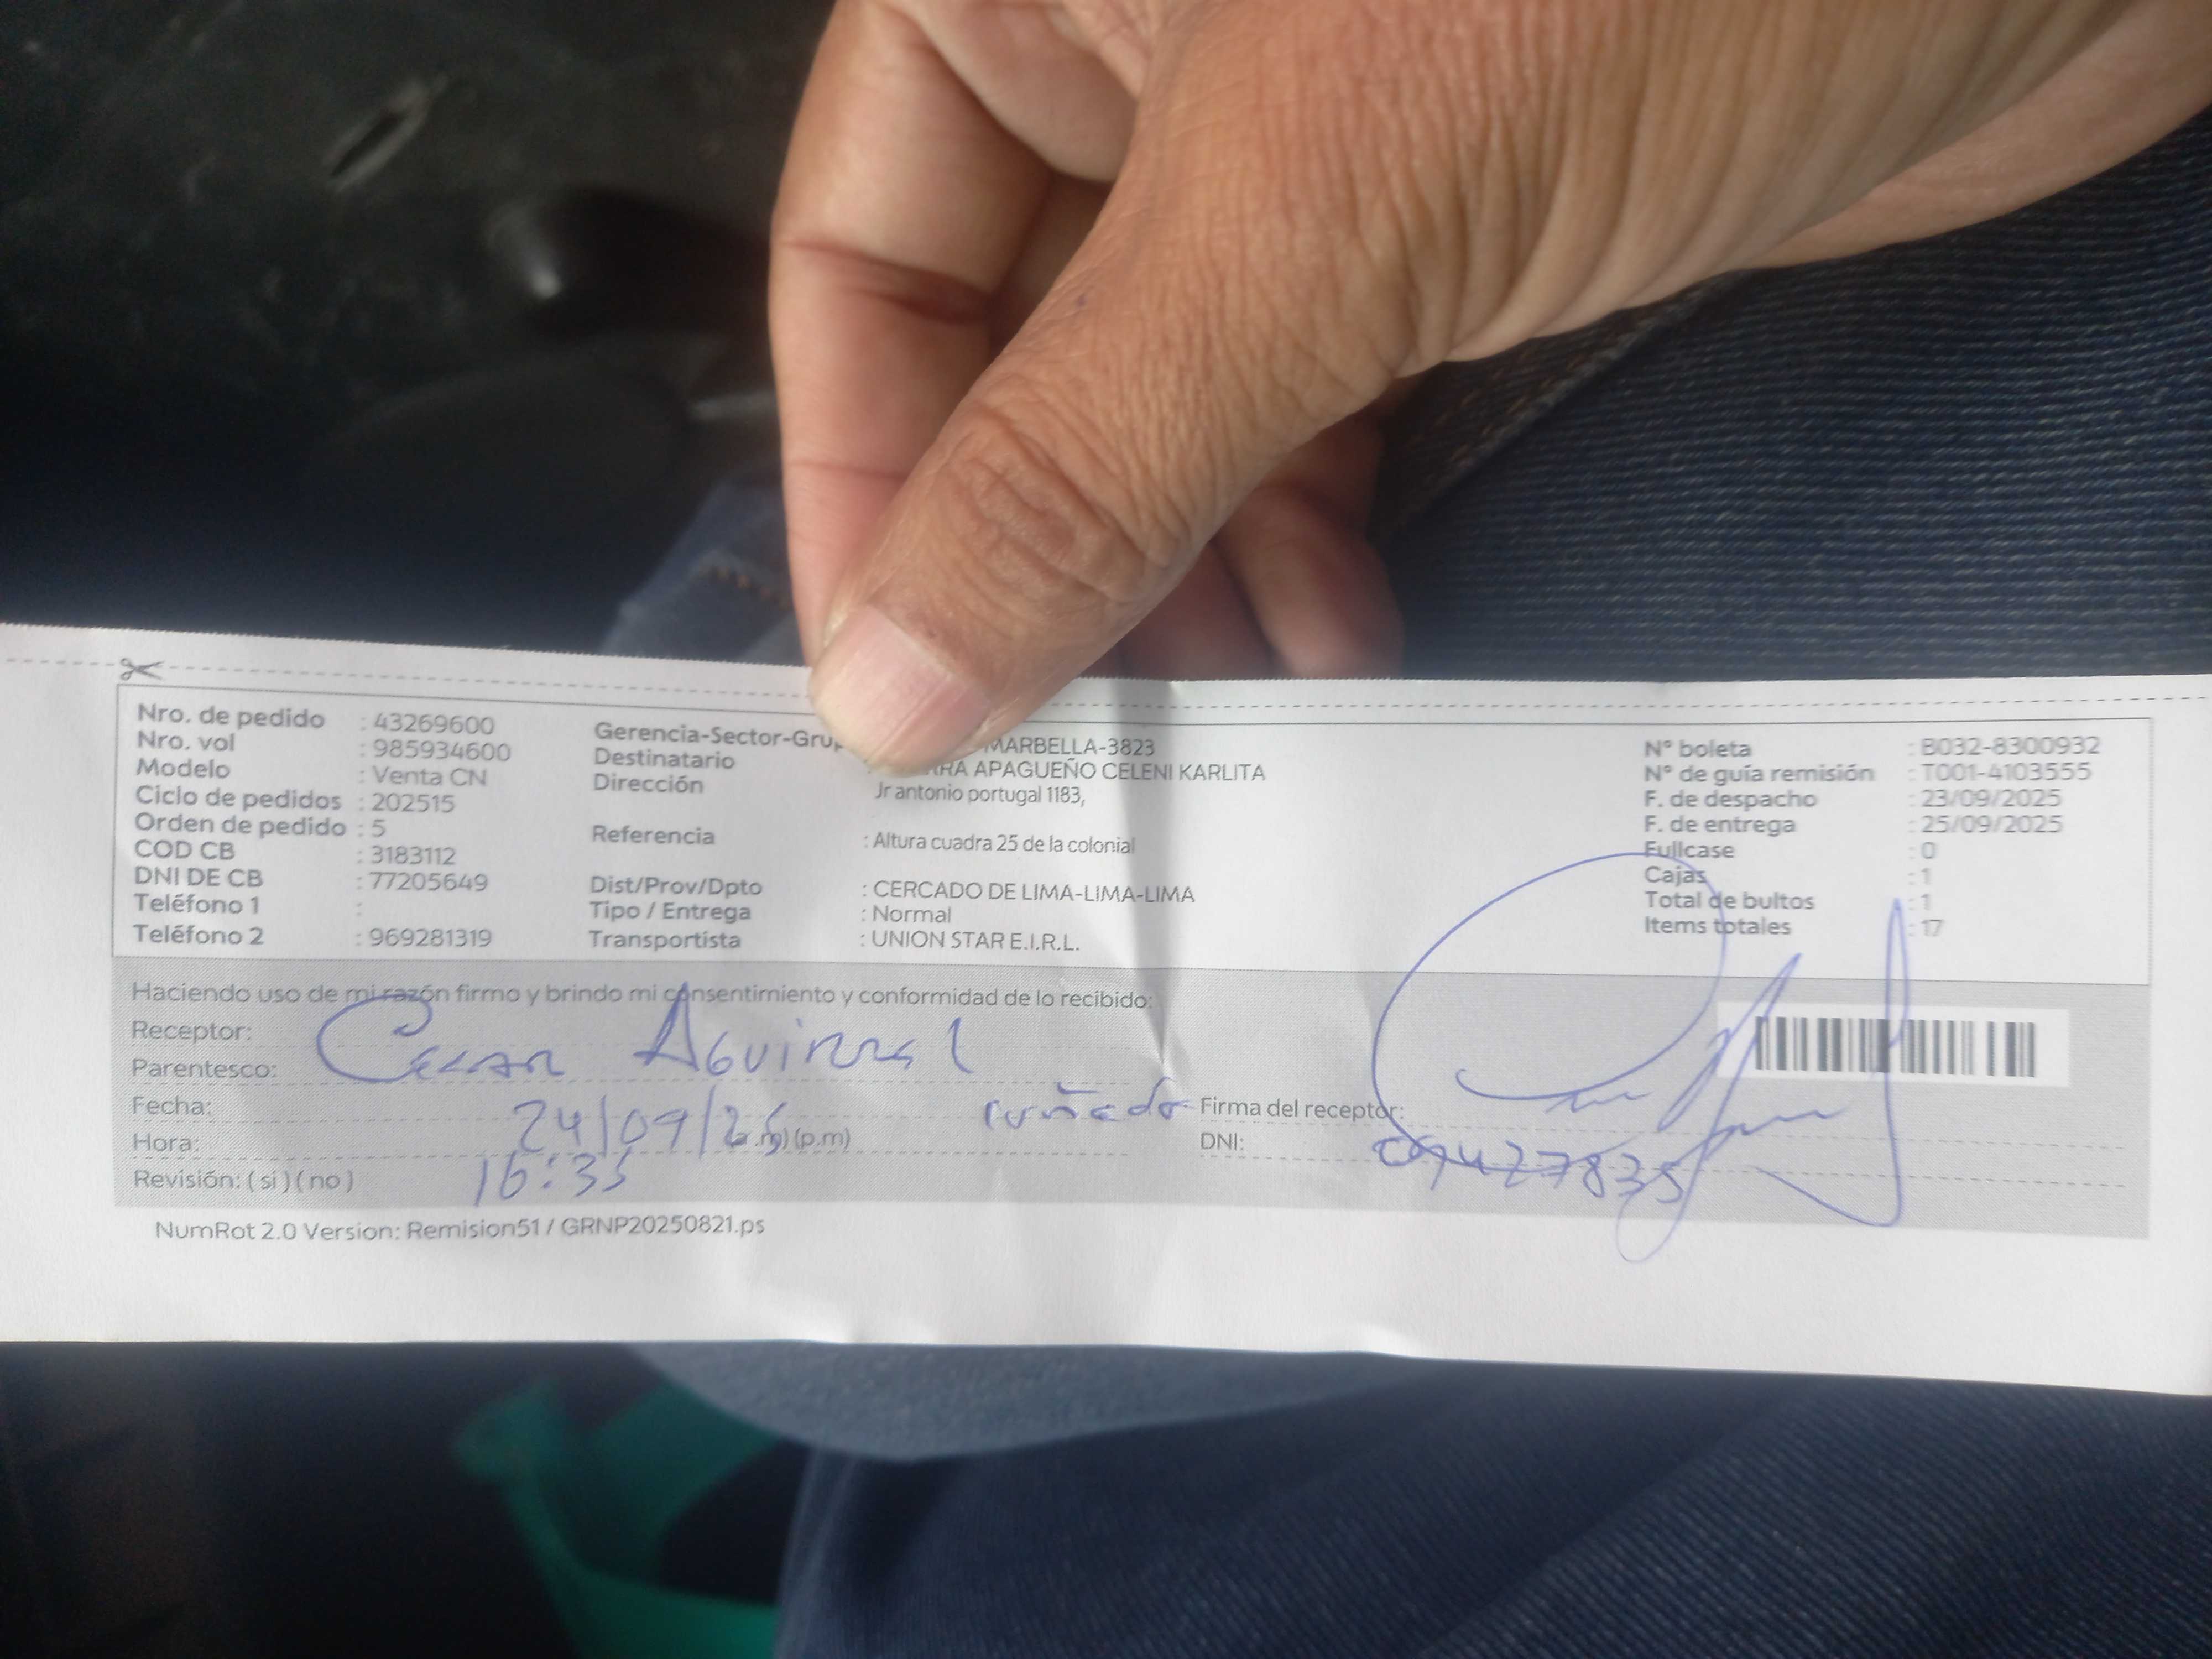 Nro. de pedido : 43269600
Nro. vol : 985934600
Modelo : Venta CN
Ciclo de pedidos : 202515
Orden de pedido : 5
COD CB : 3183112
DNI DE CB : 77205649
Teléfono 1 :
Teléfono 2 : 969281319
Gerencia-Sector-Gru MARBELLA-3823
Destinatario APAGUEÑO CELENI KARLITA
Dirección Jr antonio portugal 1183,
Referencia : Altura cuadra 25 de la colonial
Dist/Prov/Dpto : CERCADO DE LIMA-LIMA-LIMA
Tipo / Entrega : Normal
Transportista : UNION STAR E.I.R.L.
N° boleta : B032-8300932
N° de guía remisión : T001-4103555
F. de despacho : 23/09/2025
F. de entrega : 25/09/2025
Fullcase : 0
Cajas : 1
Total de bultos : 1
Items totales : 17
Haciendo uso de mi razón firmo y brindo mi consentimiento y conformidad de lo recibido:
Receptor: Cesar
Parentesco: cuñado
Fecha: 24/09/25
Hora: 16:35 (a.m) (p.m)
Revisión: ( si ) ( no )
Firma del receptor:
DNI: 09427835
NumRot 2.0 Version: Remision51 / GRNP20250821.ps